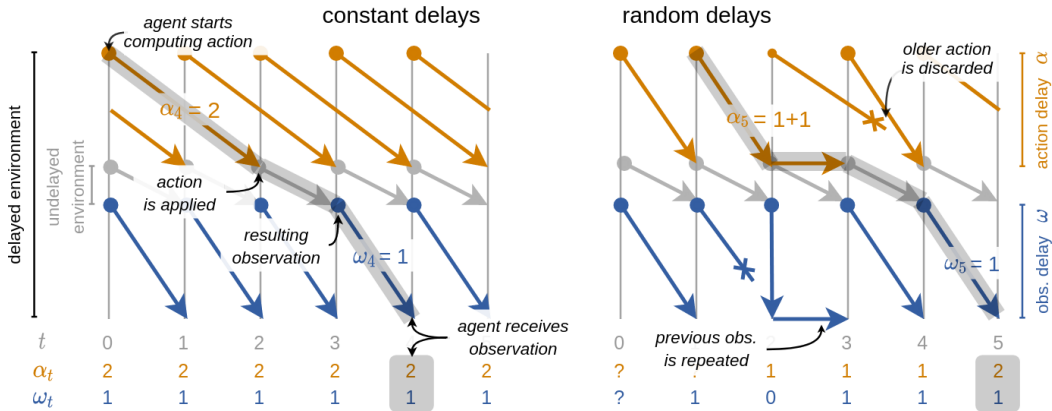 constant delays
random delays
agent starts
computing action
older action
is discarded
delayed environment
undelayed
environment
α₄ = 2
α₅ = 1+1
action
is applied
resulting
observation
ω₄ = 1
ω₅ = 1
action delay α
obs. delay ω
agent receives
observation
previous obs.
is repeated
t 0 1 2 3 0 3 4 5
αₜ 2 2 2 2 2 2 ? 1 1 1 2
ωₜ 1 1 1 1 1 1 ? 1 0 1 1 1